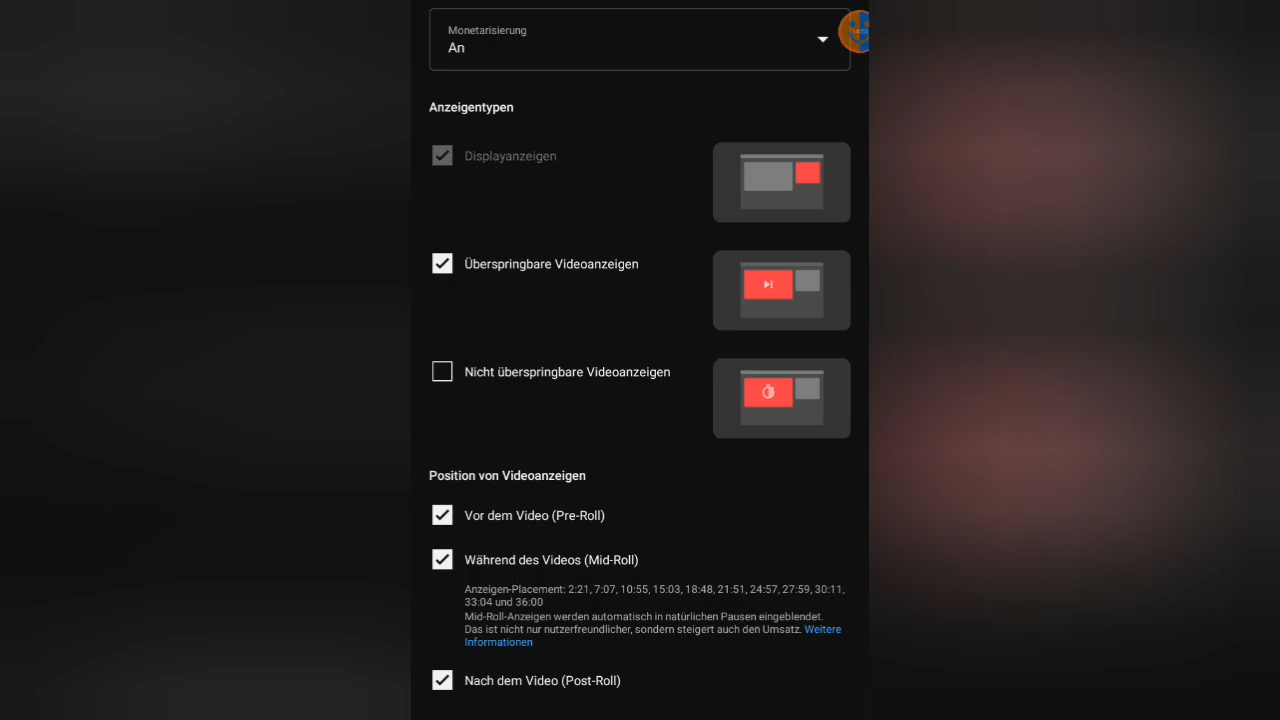 Monetarisierung
An
Anzeigentypen
Displayanzeigen
Überspringbare Videoanzeigen
Nicht überspringbare Videoanzeigen
Position von Videoanzeigen
Vor dem Video (Pre-Roll)
Während des Videos (Mid-Roll)
Anzeigen-Placement: 2:21, 7:07, 10:55, 15:03, 18:48, 21:51, 24:57, 27:59, 30:11,
33:04 und 36:00
Mid-Roll-Anzeigen werden automatisch in natürlichen Pausen eingeblendet.
Das ist nicht nur nutzerfreundlicher, sondern steigert auch den Umsatz. Weitere
Informationen
Nach dem Video (Post-Roll)